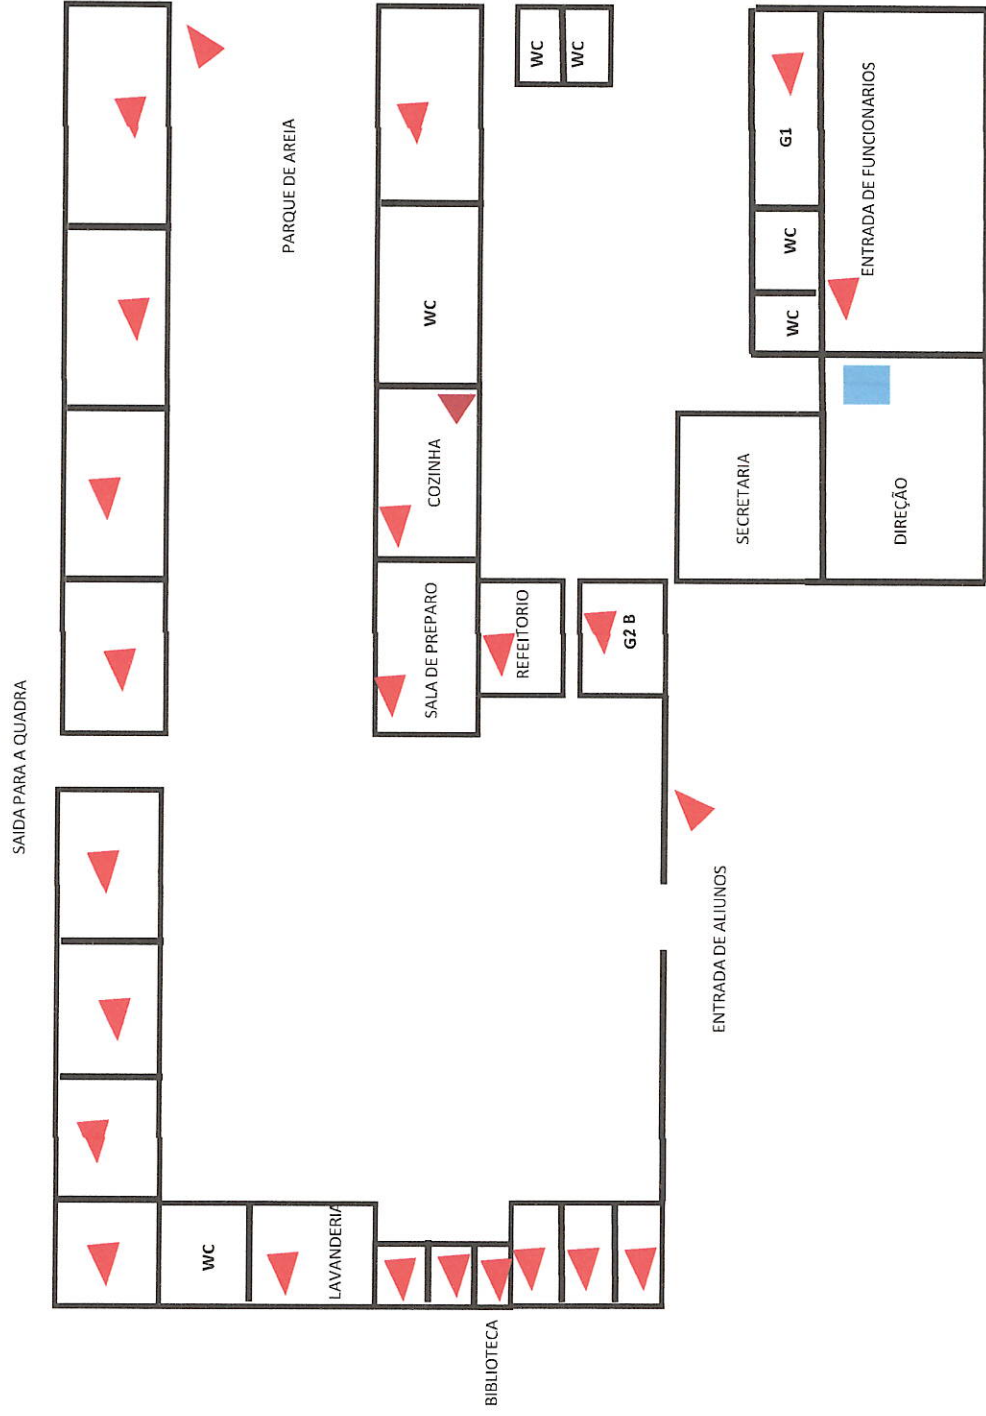 SAIDA PARA A QUADRA
WC
PARQUE DE AREIA
LAVANDERIA
SALA DE PREPARO
COZINHA
WC
BIBLIOTECA
REFEITORIO
WC
WC
G2 B
ENTRADA DE ALIUNOS
SECRETARIA
WC
WC
G1
ENTRADA DE FUNCIONARIOS
DIREÇÃO